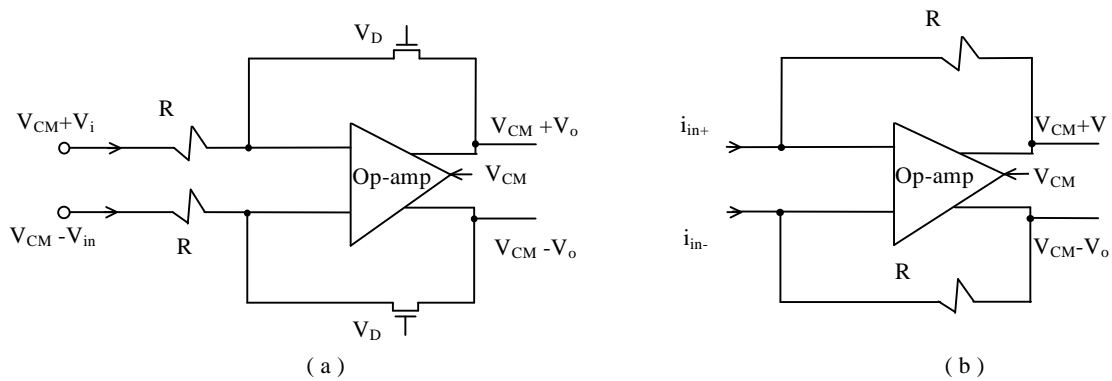 V_D
R
V_CM+V_i
V_CM +V_o
Op-amp
V_CM
V_CM -V_in
R
V_CM -V_o
V_D
( a )
R
i_in+
V_CM+V
Op-amp
V_CM
i_in-
R
V_CM-V_o
( b )